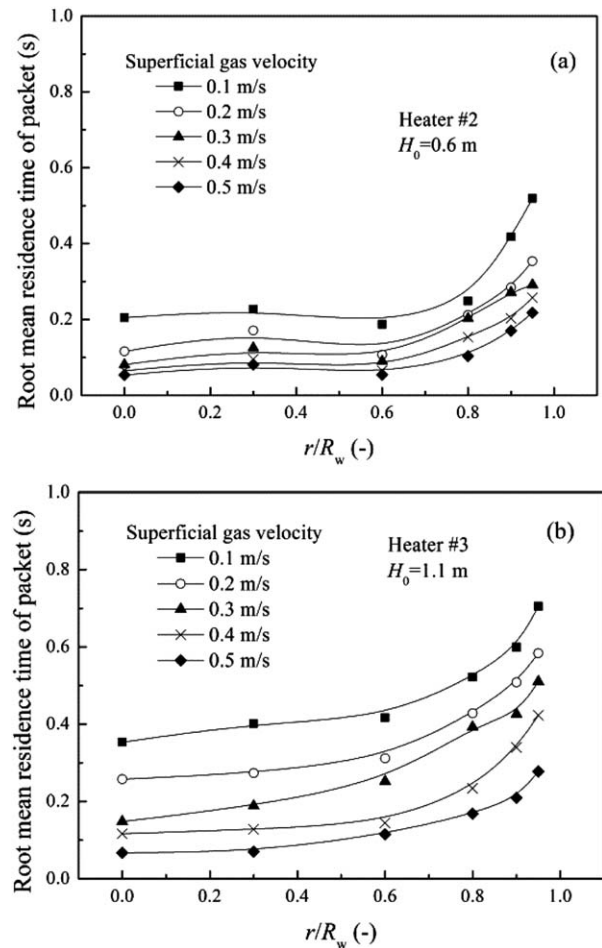 1.0
0.8
0.6
0.4
0.2
0.0
Root mean residence time of packet (s)
Superficial gas velocity
0.1 m/s
0.2 m/s
0.3 m/s
0.4 m/s
0.5 m/s
(a)
Heater #2
H₀=0.6 m
0.0 0.2 0.4 0.6 0.8 1.0
r/Rw (-)
1.0
0.8
0.6
0.4
0.2
0.0
Root mean residence time of packet (s)
Superficial gas velocity
0.1 m/s
0.2 m/s
0.3 m/s
0.4 m/s
0.5 m/s
(b)
Heater #3
H₀=1.1 m
0.0 0.2 0.4 0.6 0.8 1.0
r/Rw (-)